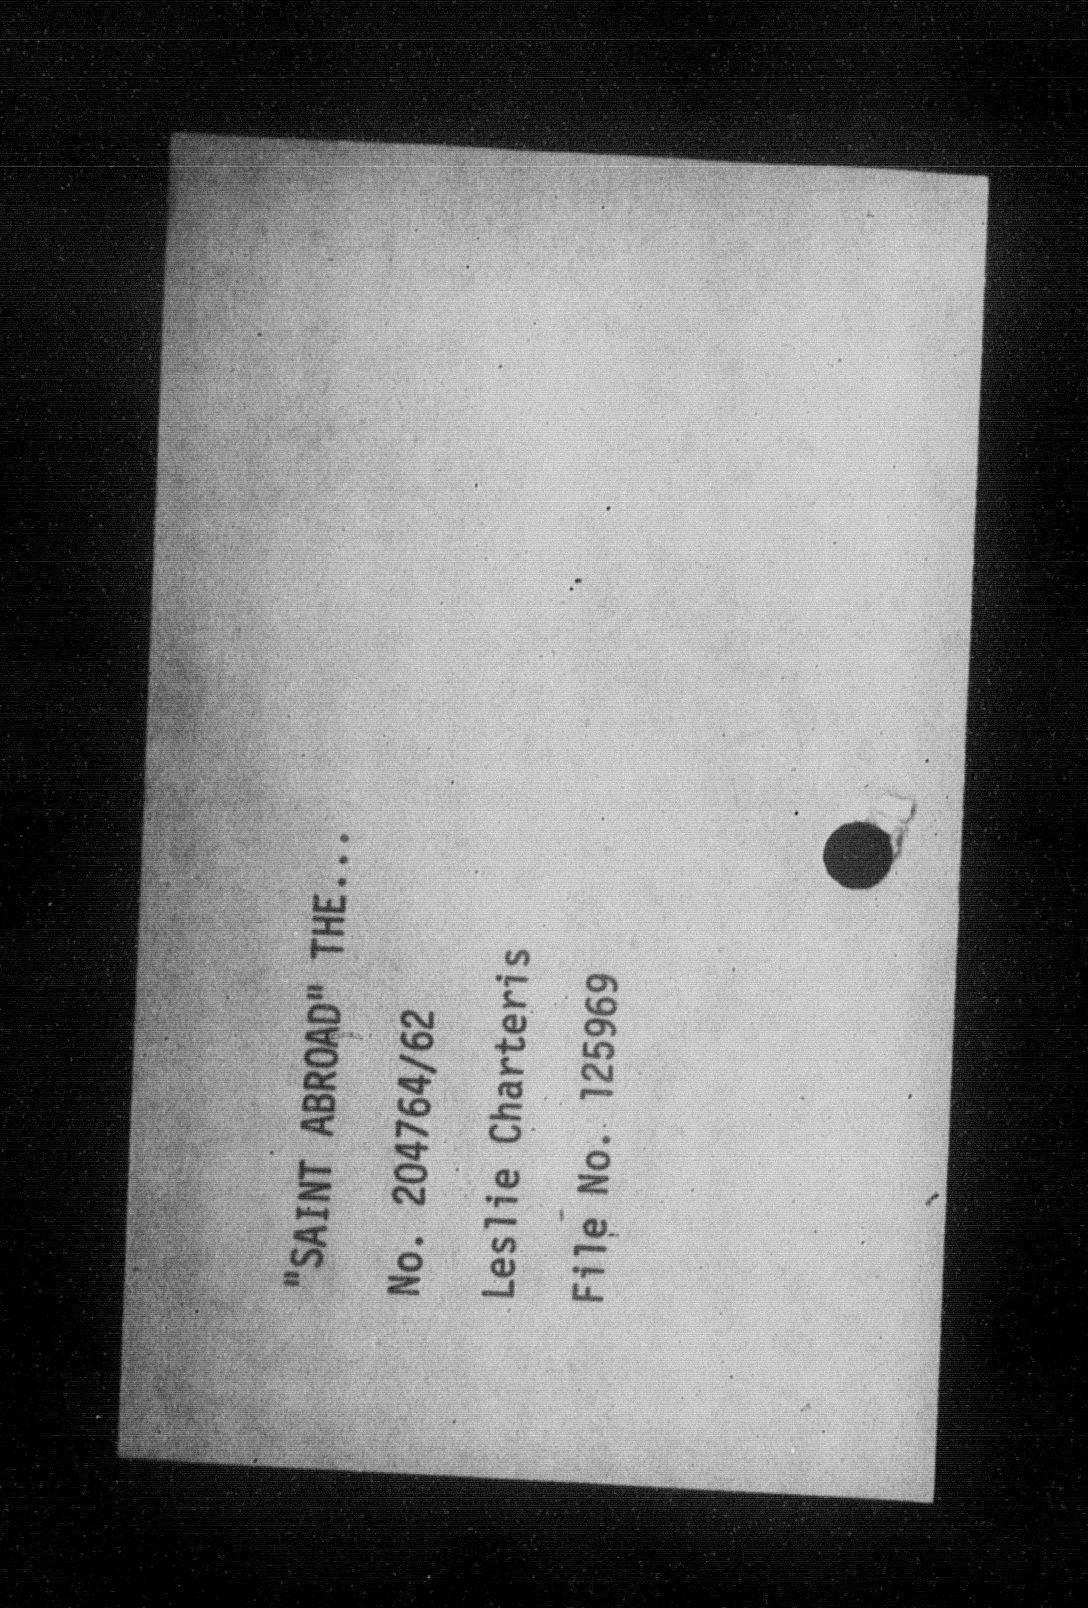 "SAINT ABROAD" THE...
No. 204764/62
Leslie Charteris
File No. 125969